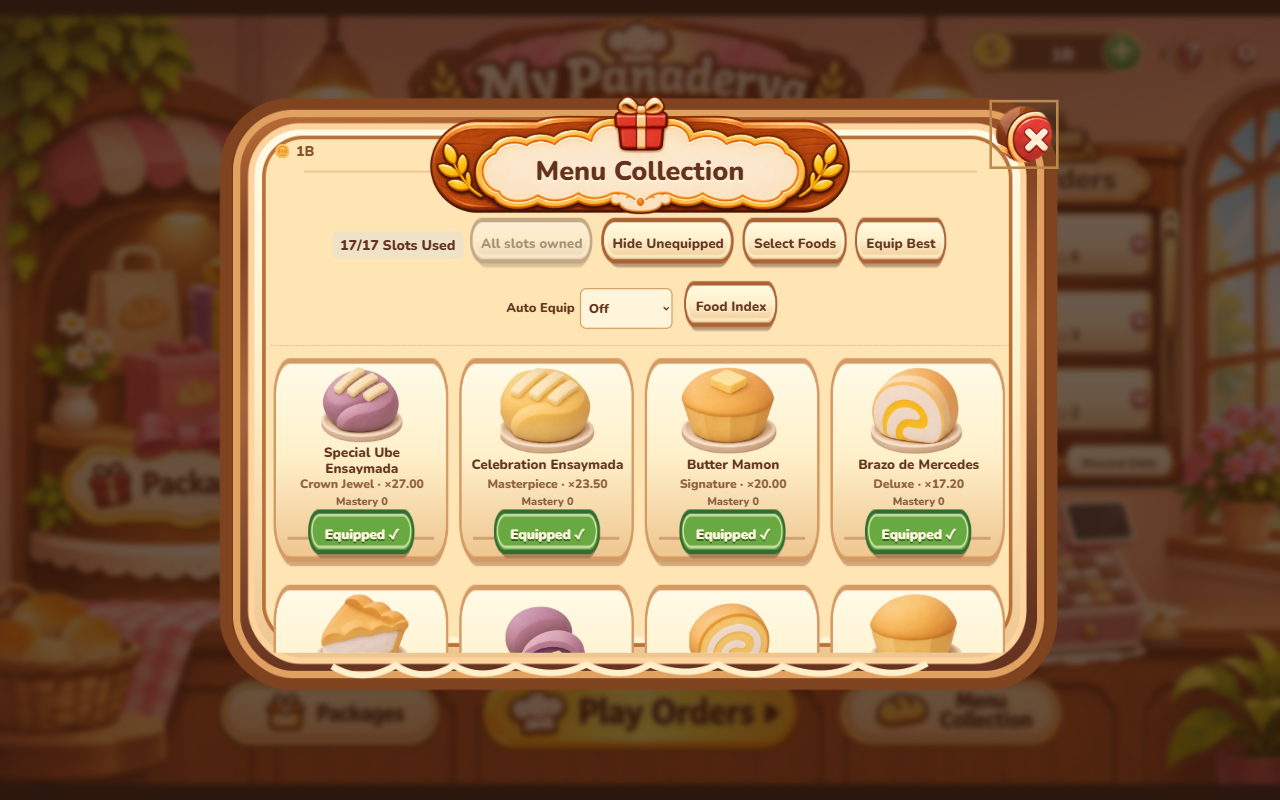 My Panaderya
18
1B
Menu Collection
17/17 Slots Used
All slots owned
Hide Unequipped
Select Foods
Equip Best
Auto Equip
Off
Food Index
Special Ube
Ensaymada
Crown Jewel · ×27.00
Mastery 0
Equipped ✓
Celebration Ensaymada
Masterpiece · ×23.50
Mastery 0
Equipped ✓
Butter Mamon
Signature · ×20.00
Mastery 0
Equipped ✓
Brazo de Mercedes
Deluxe · ×17.20
Mastery 0
Equipped ✓
Packages
Play Orders
Menu
Collection